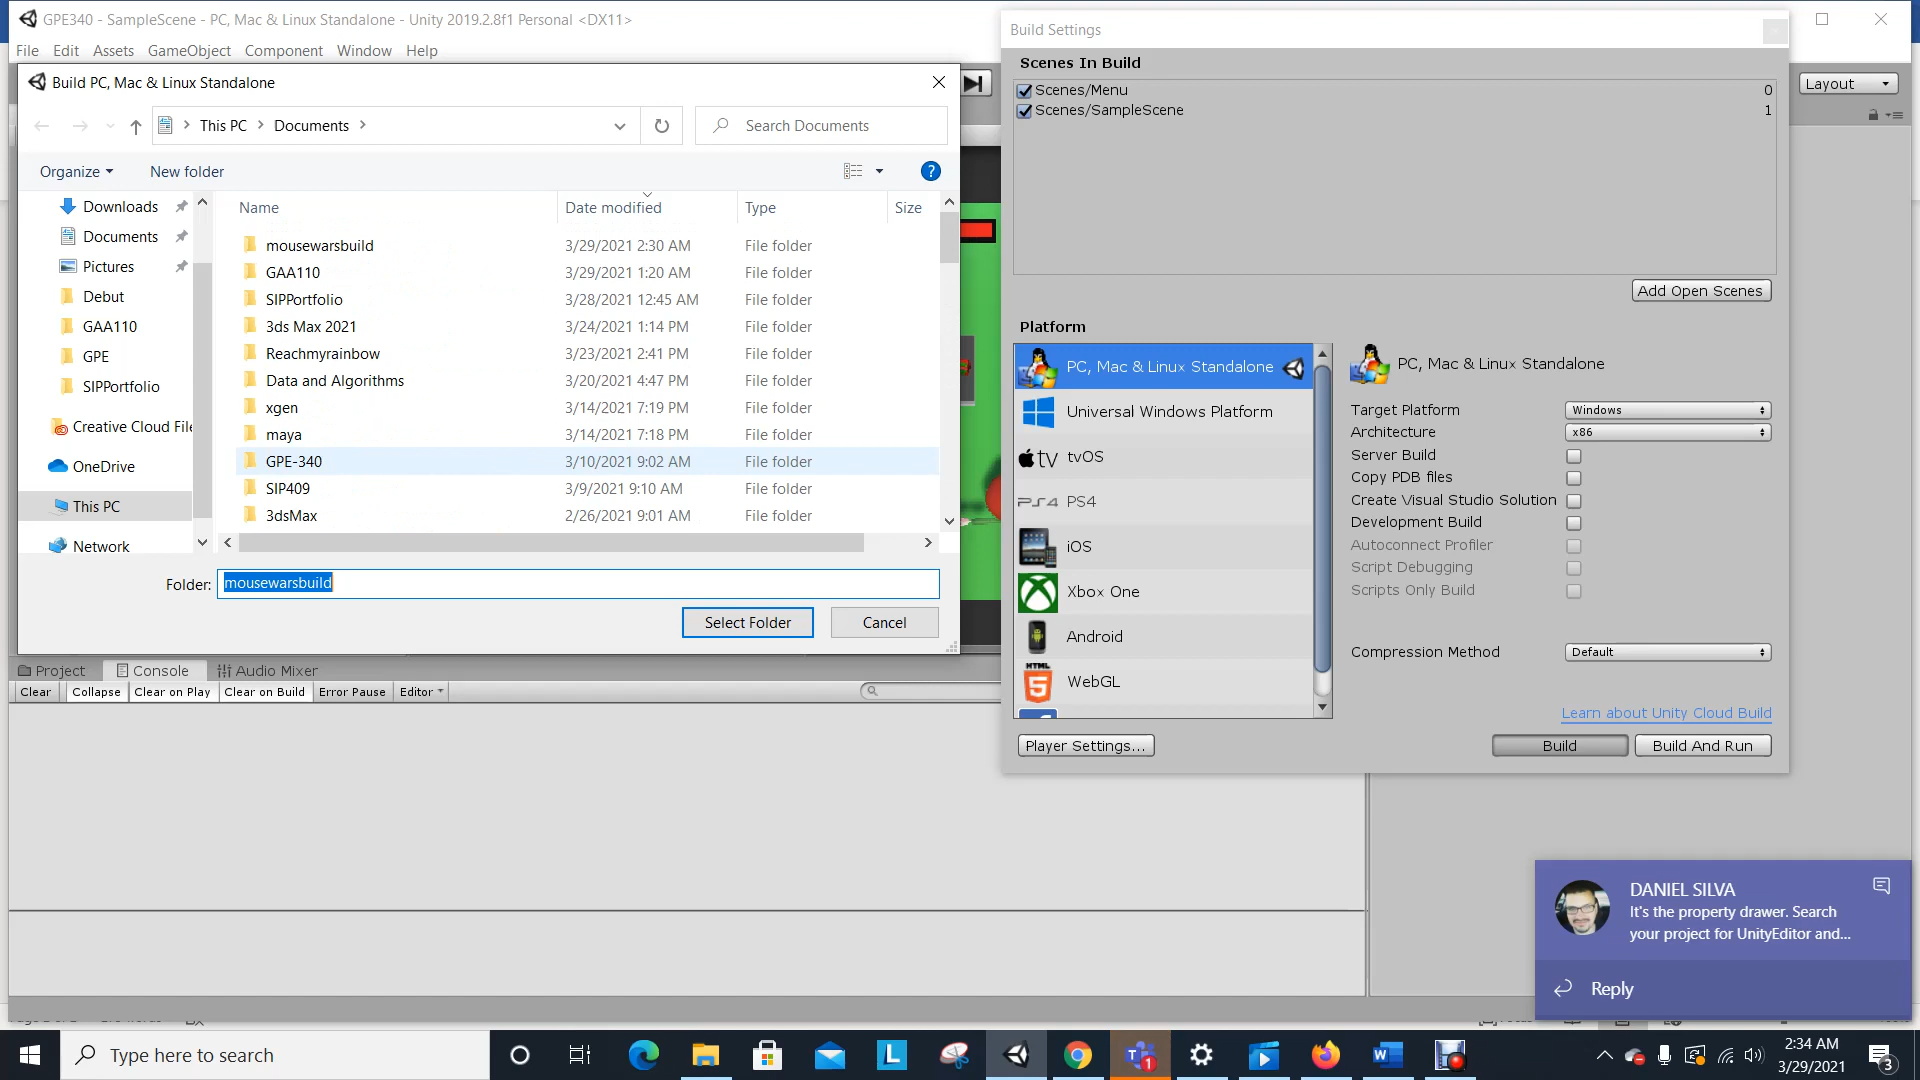 GPE340 - SampleScene - PC, Mac & Linux Standalone - Unity 2019.2.8f1 Personal <DX11>
File Edit Assets GameObject Component Window Help
Layout
Build PC, Mac & Linux Standalone
This PC > Documents >
Search Documents
Organize
New folder
?
Downloads
Documents
Pictures
Debut
GAA110
GPE
SIPPortfolio
Creative Cloud File
OneDrive
This PC
Network
Name Date modified Type Size
mousewarsbuild 3/29/2021 2:30 AM File folder
GAA110 3/29/2021 1:20 AM File folder
SIPPortfolio 3/28/2021 12:45 AM File folder
3ds Max 2021 3/24/2021 1:14 PM File folder
Reachmyrainbow 3/23/2021 2:41 PM File folder
Data and Algorithms 3/20/2021 4:47 PM File folder
xgen 3/14/2021 7:19 PM File folder
maya 3/14/2021 7:18 PM File folder
GPE-340 3/10/2021 9:02 AM File folder
SIP409 3/9/2021 9:10 AM File folder
3dsMax 2/26/2021 9:01 AM File folder
Folder: mousewarsbuild
Select Folder Cancel
Project Console Audio Mixer
Clear Collapse Clear on Play Clear on Build Error Pause Editor
Build Settings
Scenes In Build
Scenes/Menu 0
Scenes/SampleScene 1
Add Open Scenes
Platform
PC, Mac & Linux Standalone
Universal Windows Platform
tv tvOS
PS4 PS4
iOS
Xbox One
Android
HTML 5 WebGL
PC, Mac & Linux Standalone
Target Platform Windows
Architecture x86
Server Build
Copy PDB files
Create Visual Studio Solution
Development Build
Autoconnect Profiler
Script Debugging
Scripts Only Build
Compression Method Default
Learn about Unity Cloud Build
Player Settings...
Build Build And Run
DANIEL SILVA
It's the property drawer. Search
your project for UnityEditor and...
Reply
Type here to search
L
1
2:34 AM
3/29/2021
3